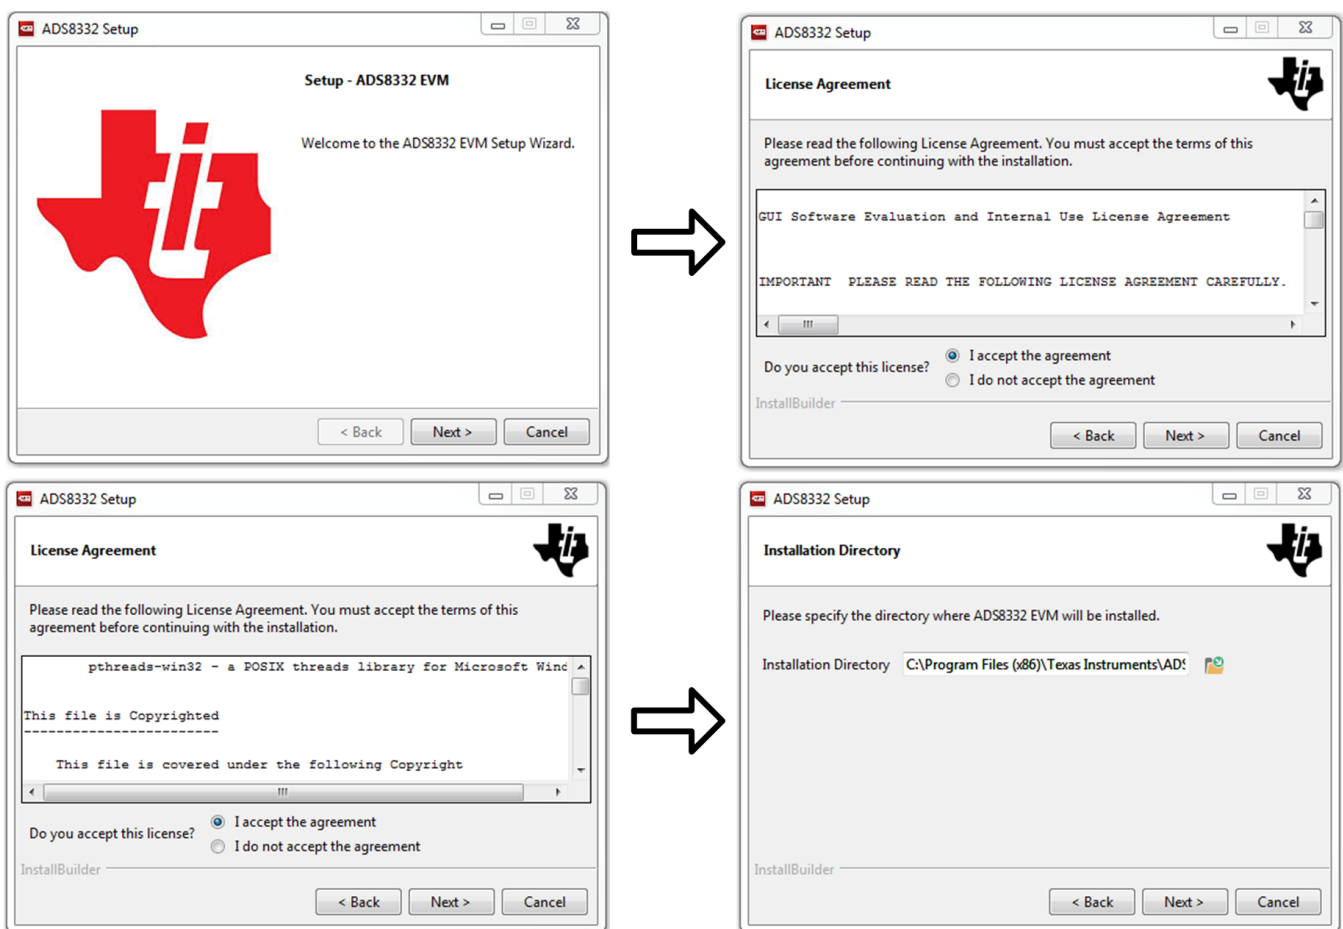 ADS8332 Setup
Setup - ADS8332 EVM
Welcome to the ADS8332 EVM Setup Wizard.
< Back
Next >
Cancel
ADS8332 Setup
License Agreement
Please read the following License Agreement. You must accept the terms of this
agreement before continuing with the installation.
GUI Software Evaluation and Internal Use License Agreement
IMPORTANT  PLEASE READ THE FOLLOWING LICENSE AGREEMENT CAREFULLY.
Do you accept this license?
I accept the agreement
I do not accept the agreement
InstallBuilder
< Back
Next >
Cancel
ADS8332 Setup
License Agreement
Please read the following License Agreement. You must accept the terms of this
agreement before continuing with the installation.
pthreads-win32 - a POSIX threads library for Microsoft Wind
This file is Copyrighted
------------------------
This file is covered under the following Copyright
Do you accept this license?
I accept the agreement
I do not accept the agreement
InstallBuilder
< Back
Next >
Cancel
ADS8332 Setup
Installation Directory
Please specify the directory where ADS8332 EVM will be installed.
Installation Directory
C:\Program Files (x86)\Texas Instruments\ADS
InstallBuilder
< Back
Next >
Cancel